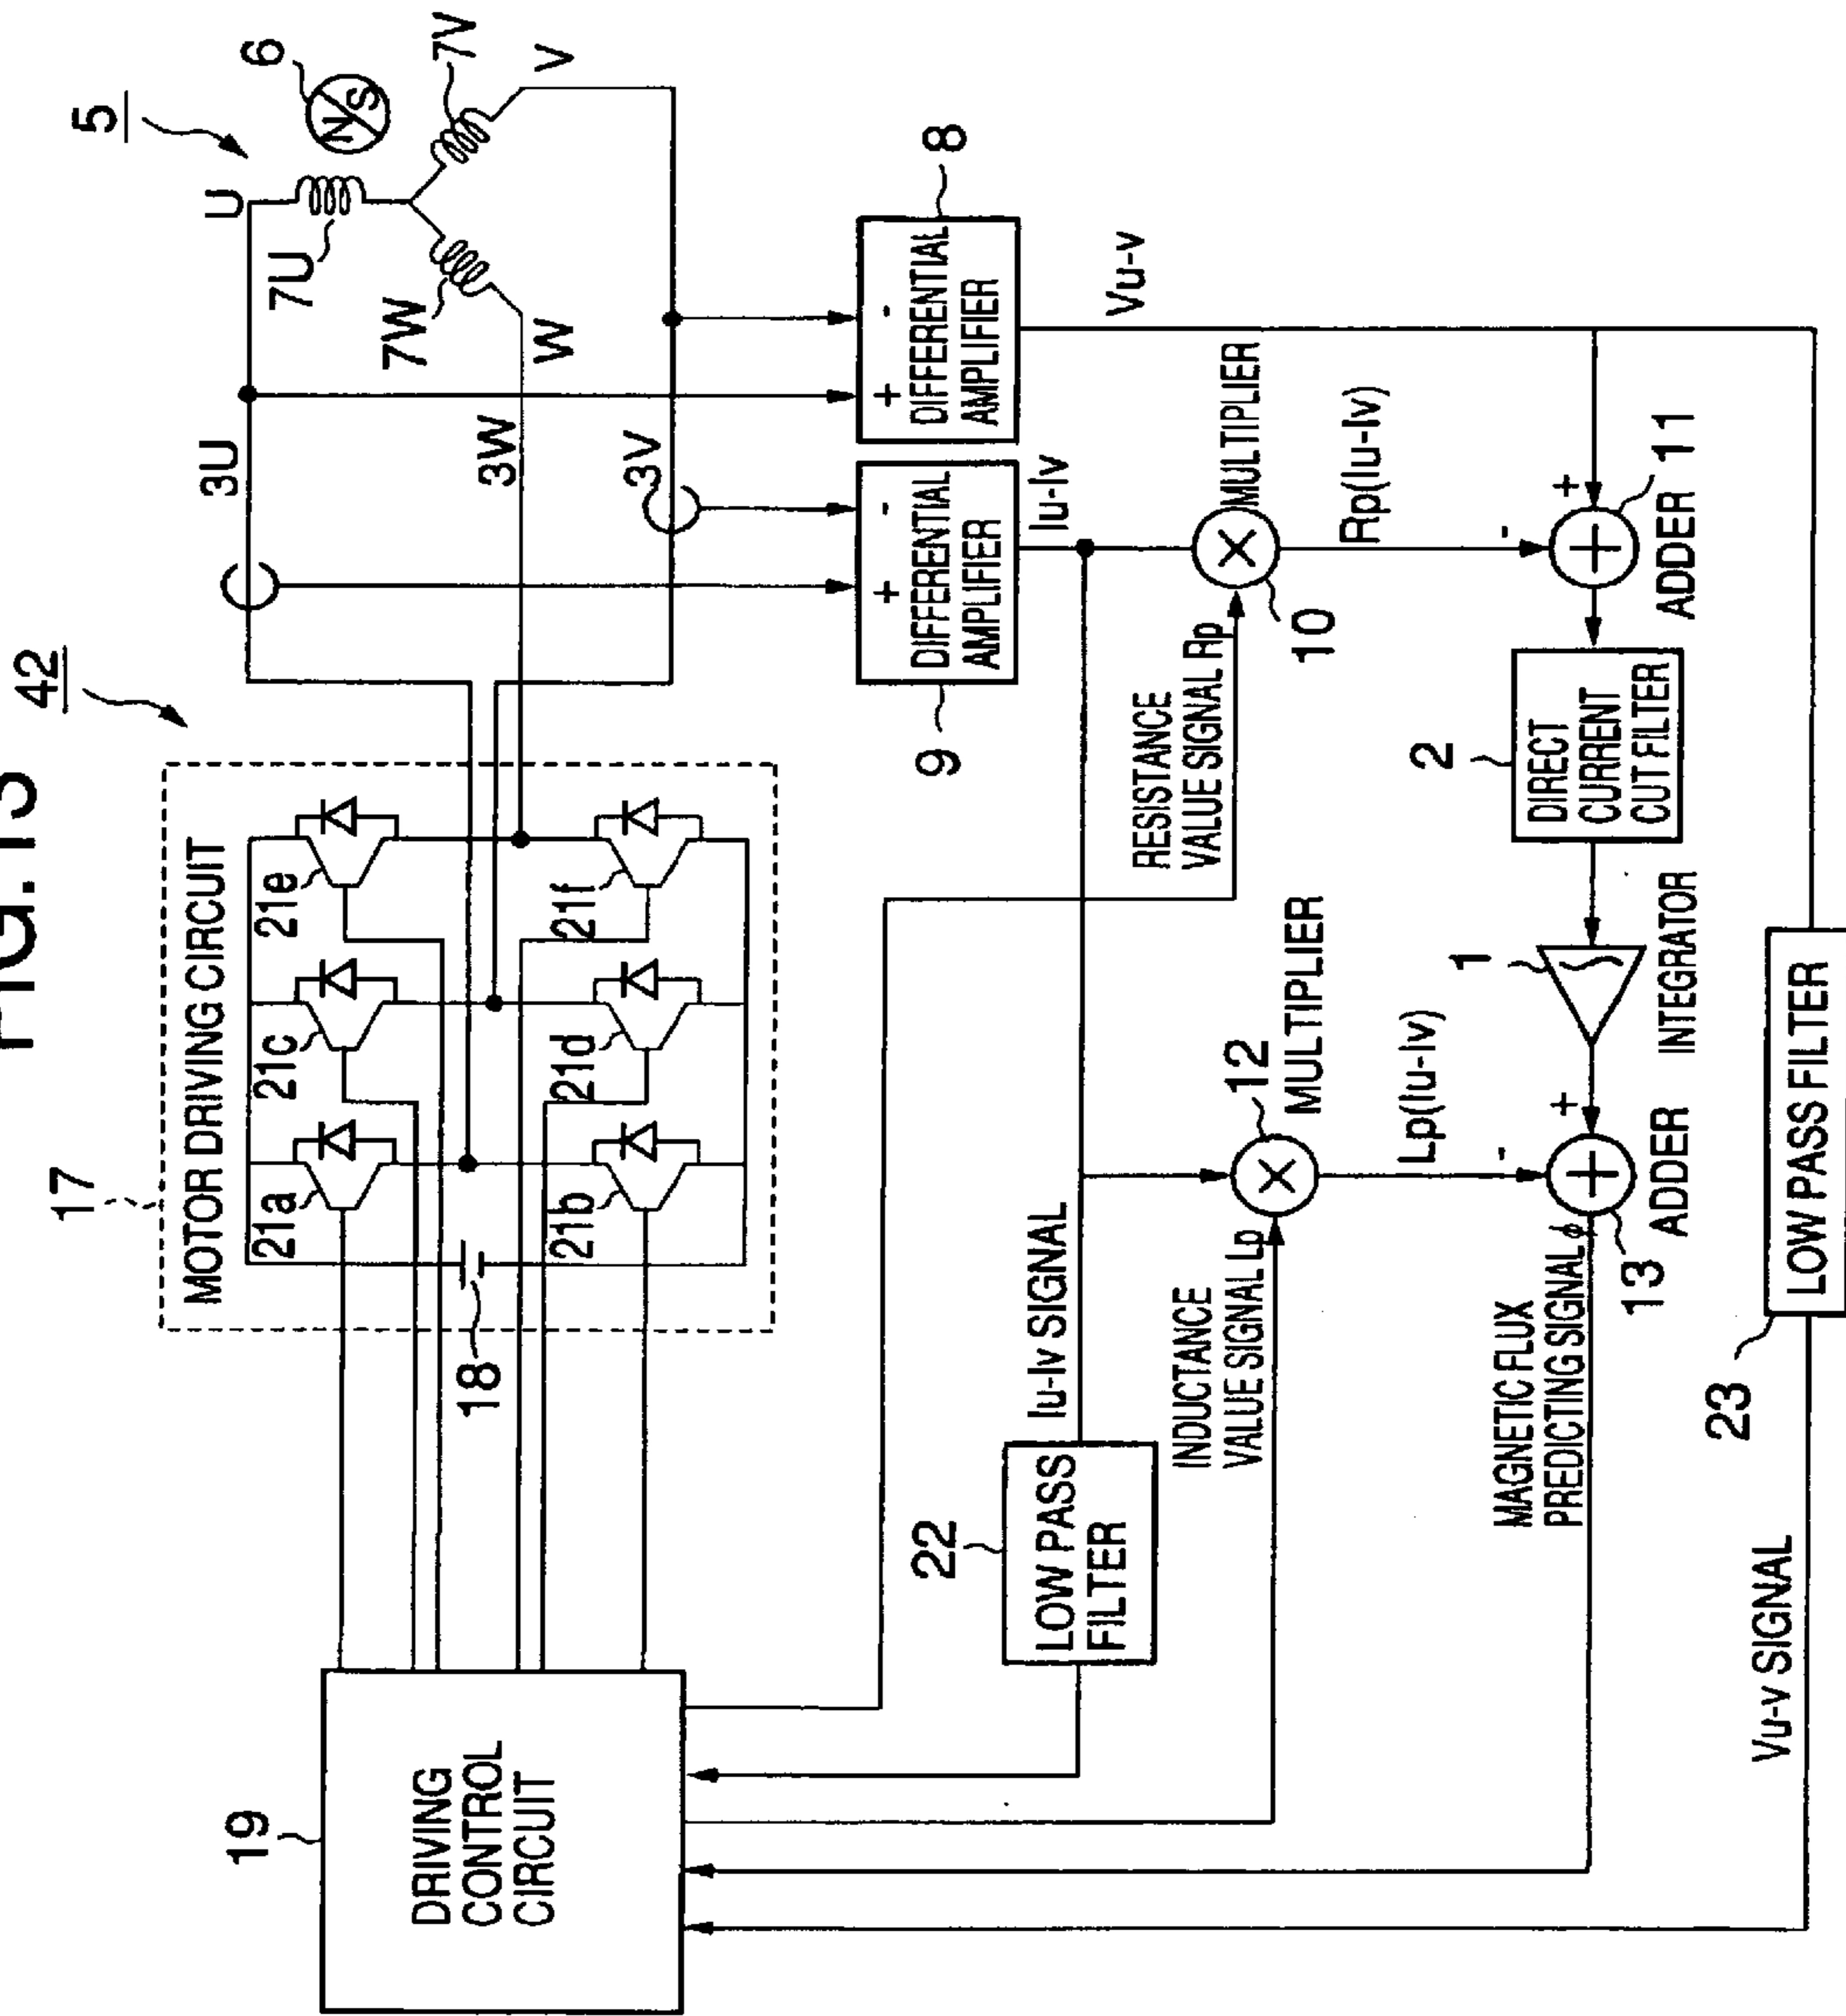 FIG. 13
42
17
MOTOR DRIVING CIRCUIT
21a
21c
21e
21b
21d
21f
18
19
DRIVING
CONTROL
CIRCUIT
3U
3W
3V
5
6
N
S
U
7U
7W
W
7V
V
9
DIFFERENTIAL
AMPLIFIER
+
-
8
DIFFERENTIAL
AMPLIFIER
+
-
Iu-Iv
Vu-v
22
LOW PASS
FILTER
Iu-Iv SIGNAL
RESISTANCE
VALUE SIGNAL Rp
MULTIPLIER
10
Rp(Iu-Iv)
INDUCTANCE
VALUE SIGNAL Lp
12
MULTIPLIER
Lp(Iu-Iv)
MAGNETIC FLUX
PREDICTING SIGNAL ϕ
13
ADDER
-
+
1
INTEGRATOR
2
DIRECT
CURRENT
CUT FILTER
-
+
11
ADDER
Vu-v SIGNAL
23
LOW PASS FILTER